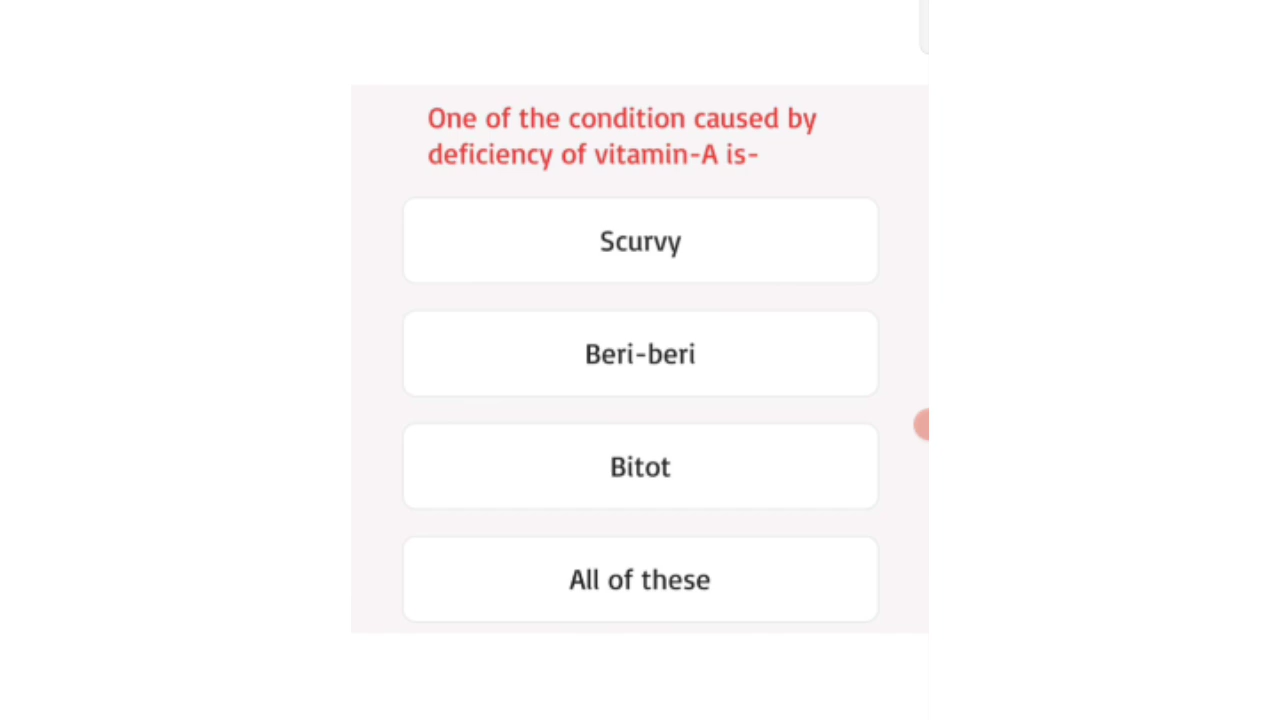 One of the condition caused by
deficiency of vitamin-A is-
Scurvy
Beri-beri
Bitot
All of these